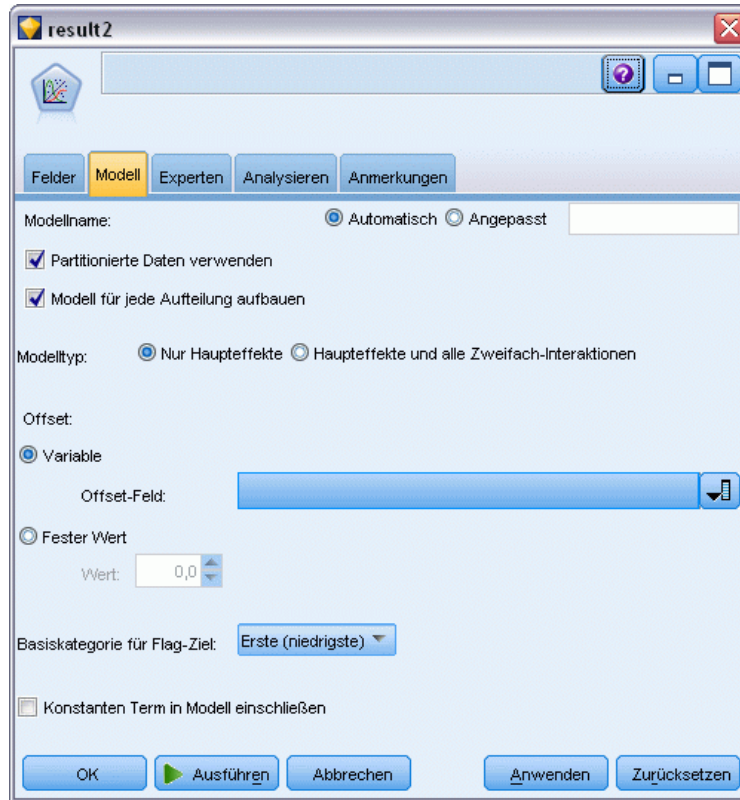 result2
Felder Modell Experten Analysieren Anmerkungen
Modellname: Automatisch Angepasst
Partitionierte Daten verwenden
Modell für jede Aufteilung aufbauen
Modelltyp: Nur Haupteffekte Haupteffekte und alle Zweifach-Interaktionen
Offset:
Variable
Offset-Feld:
Fester Wert
Wert: 0,0
Basiskategorie für Flag-Ziel: Erste (niedrigste)
Konstanten Term in Modell einschließen
OK Ausführen Abbrechen Anwenden Zurücksetzen